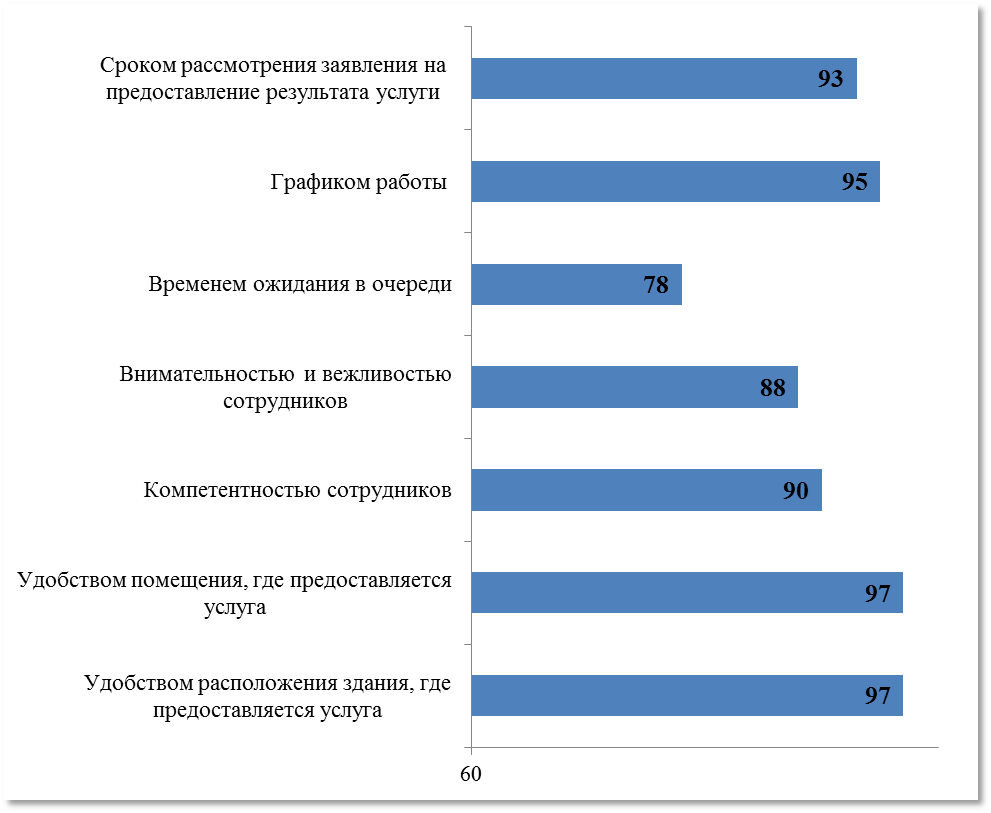 Сроком рассмотрения заявления на
предоставление результата услуги
93
Графиком работы
95
Временем ожидания в очереди
78
Внимательностью и вежливостью
сотрудников
88
Компетентностью сотрудников
90
Удобством помещения, где предоставляется
услуга
97
Удобством расположения здания, где
предоставляется услуга
97
60